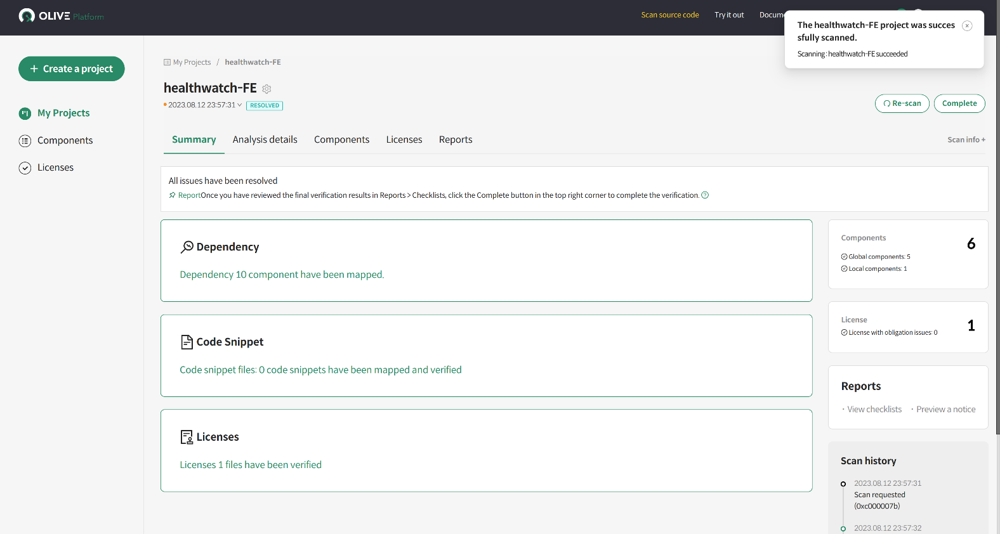 OLIVE Platform
Scan source code
Try it out
The healthwatch-FE project was succes
sfully scanned.
Scanning : healthwatch-FE succeeded
+ Create a project
My Projects
Components
Licenses
My Projects / healthwatch-FE
healthwatch-FE
2023.08.12 23:57:31
RESOLVED
Re-scan
Complete
Summary
Analysis details
Components
Licenses
Reports
Scan info +
All issues have been resolved
ReportOnce you have reviewed the final verification results in Reports > Checklists, click the Complete button in the top right corner to complete the verification.
Dependency
Dependency 10 component have been mapped.
Code Snippet
Code snippet files: 0 code snippets have been mapped and verified
Licenses
Licenses 1 files have been verified
Components
6
Global components: 5
Local components: 1
License
1
License with obligation issues: 0
Reports
· View checklists
· Preview a notice
Scan history
2023.08.12 23:57:31
Scan requested
(0xc000007b)
2023.08.12 23:57:32